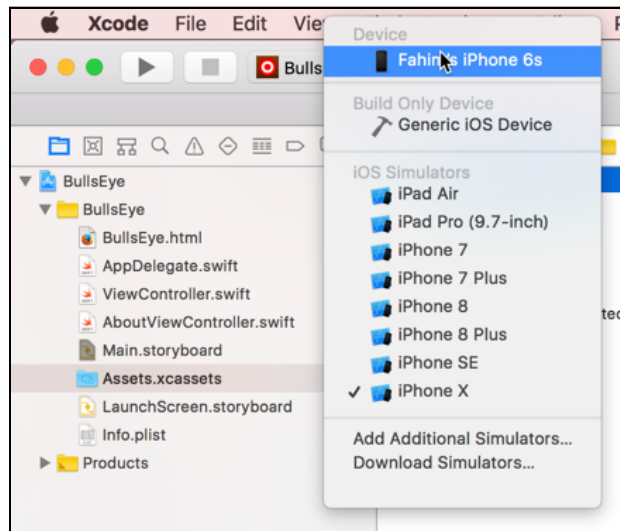 Xcode File Edit
Device
Fahim's iPhone 6s
Bulls
Build Only Device
Generic iOS Device
iOS Simulators
iPad Air
iPad Pro (9.7-inch)
iPhone 7
iPhone 7 Plus
iPhone 8
iPhone 8 Plus
iPhone SE
iPhone X
Add Additional Simulators...
Download Simulators...
BullsEye
BullsEye
BullsEye.html
AppDelegate.swift
ViewController.swift
AboutViewController.swift
Main.storyboard
Assets.xcassets
LaunchScreen.storyboard
Info.plist
Products